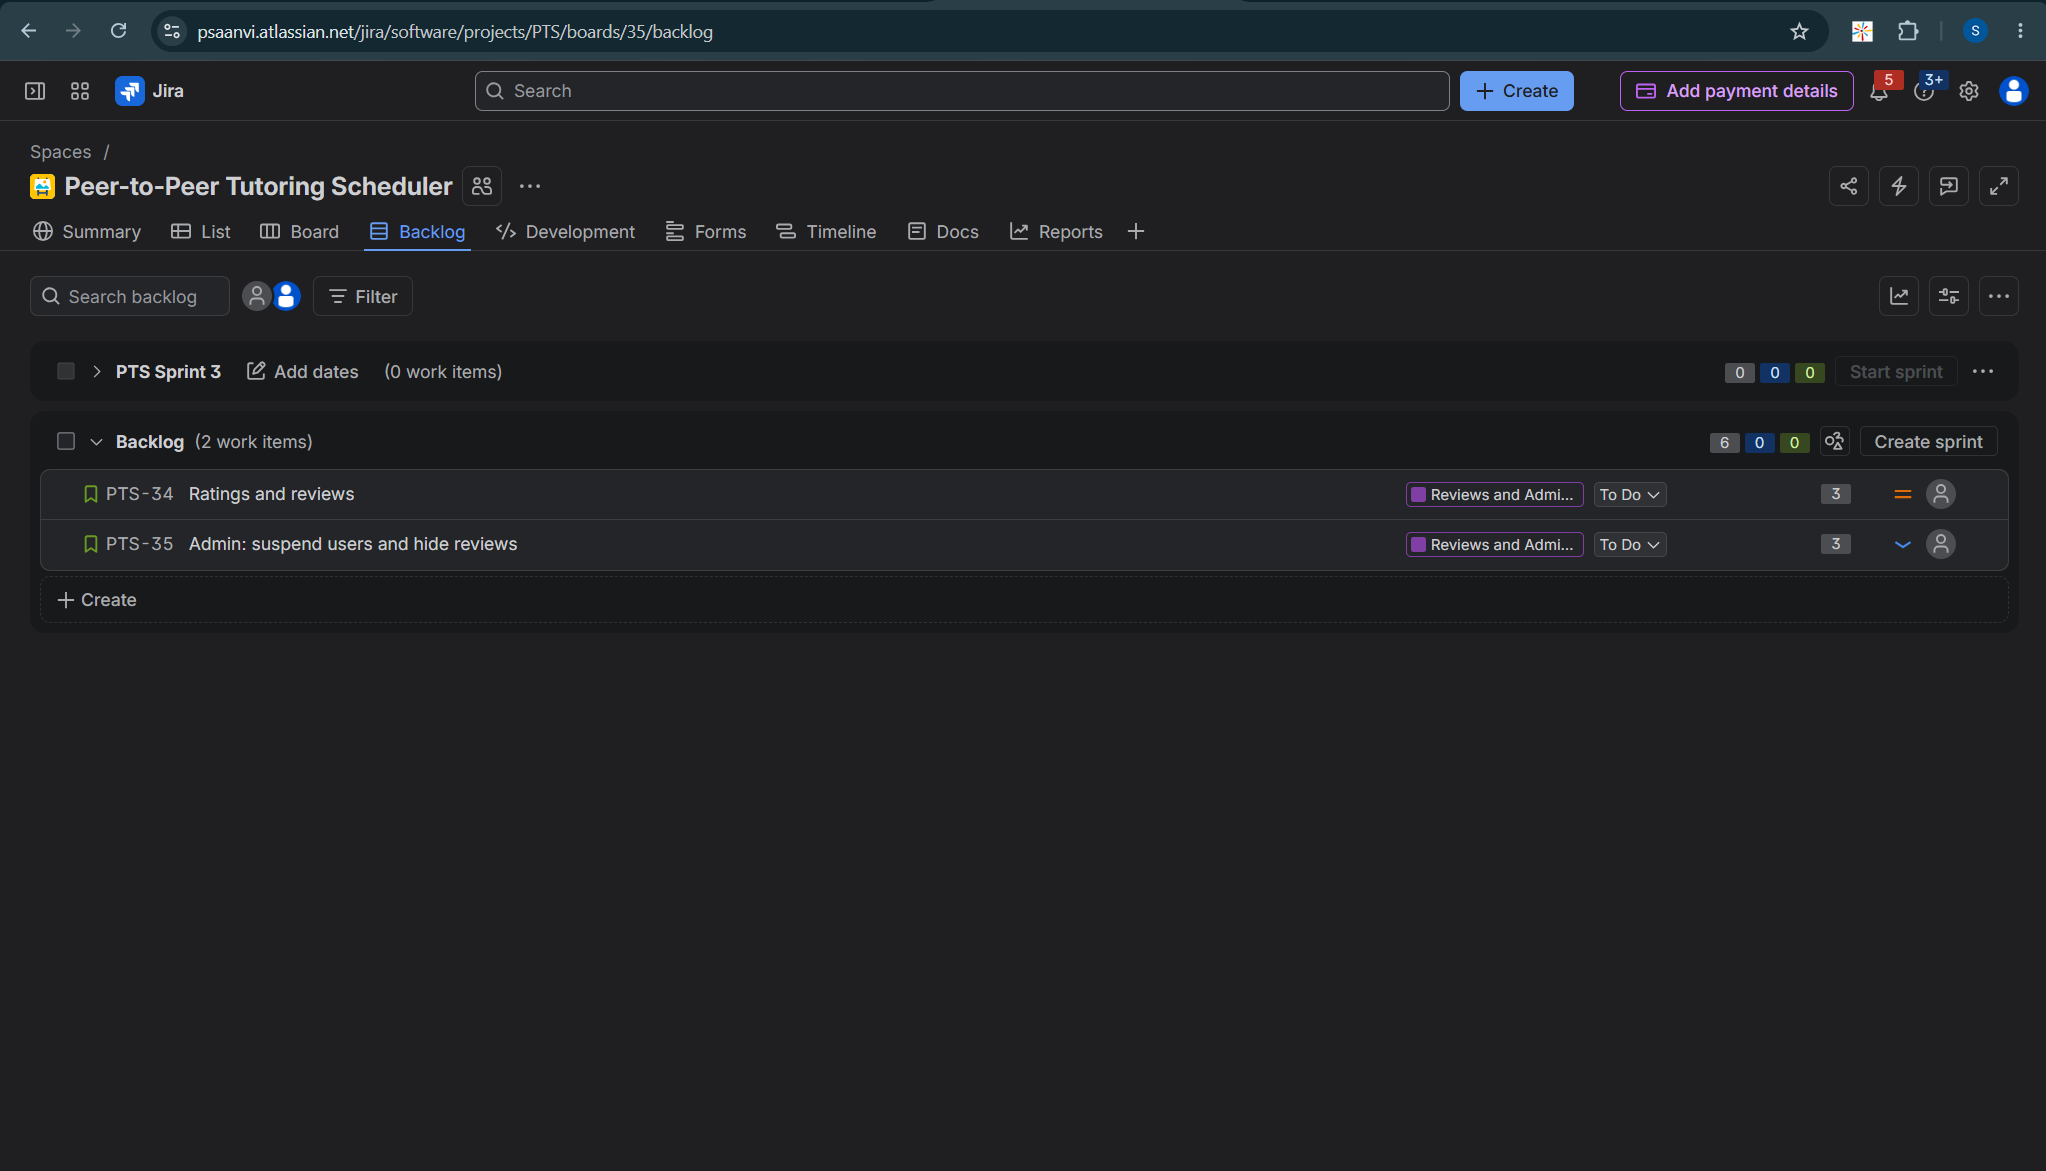 psaanvi.atlassian.net/jira/software/projects/PTS/boards/35/backlog
S
Jira
Search
Create
Add payment details
5
3+
Spaces /
Peer-to-Peer Tutoring Scheduler
Summary
List
Board
Backlog
Development
Forms
Timeline
Docs
Reports
Search backlog
Filter
PTS Sprint 3
Add dates
(0 work items)
0
0
0
Start sprint
Backlog (2 work items)
6
0
0
Create sprint
PTS-34 Ratings and reviews
Reviews and Admi...
To Do
3
PTS-35 Admin: suspend users and hide reviews
Reviews and Admi...
To Do
3
Create